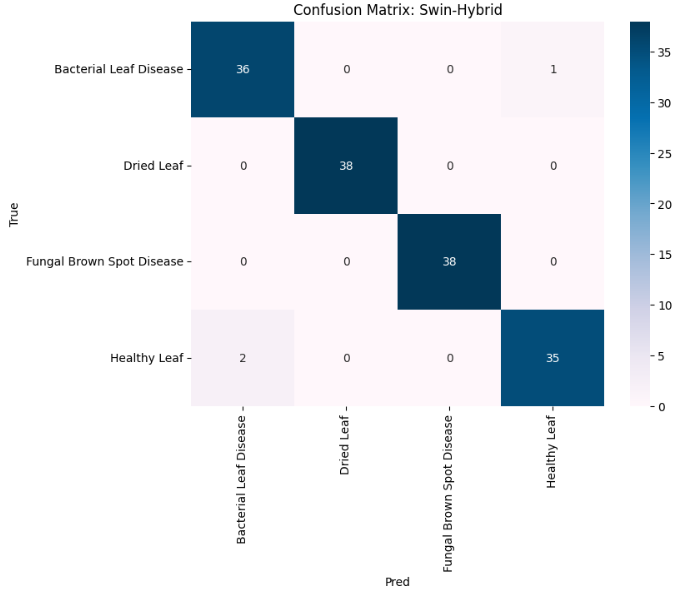 Confusion Matrix: Swin-Hybrid
True
Bacterial Leaf Disease
36 0 0 1
Dried Leaf
0 38 0 0
Fungal Brown Spot Disease
0 0 38 0
Healthy Leaf
2 0 0 35
Bacterial Leaf Disease
Dried Leaf
Fungal Brown Spot Disease
Healthy Leaf
Pred
35
30
25
20
15
10
5
0